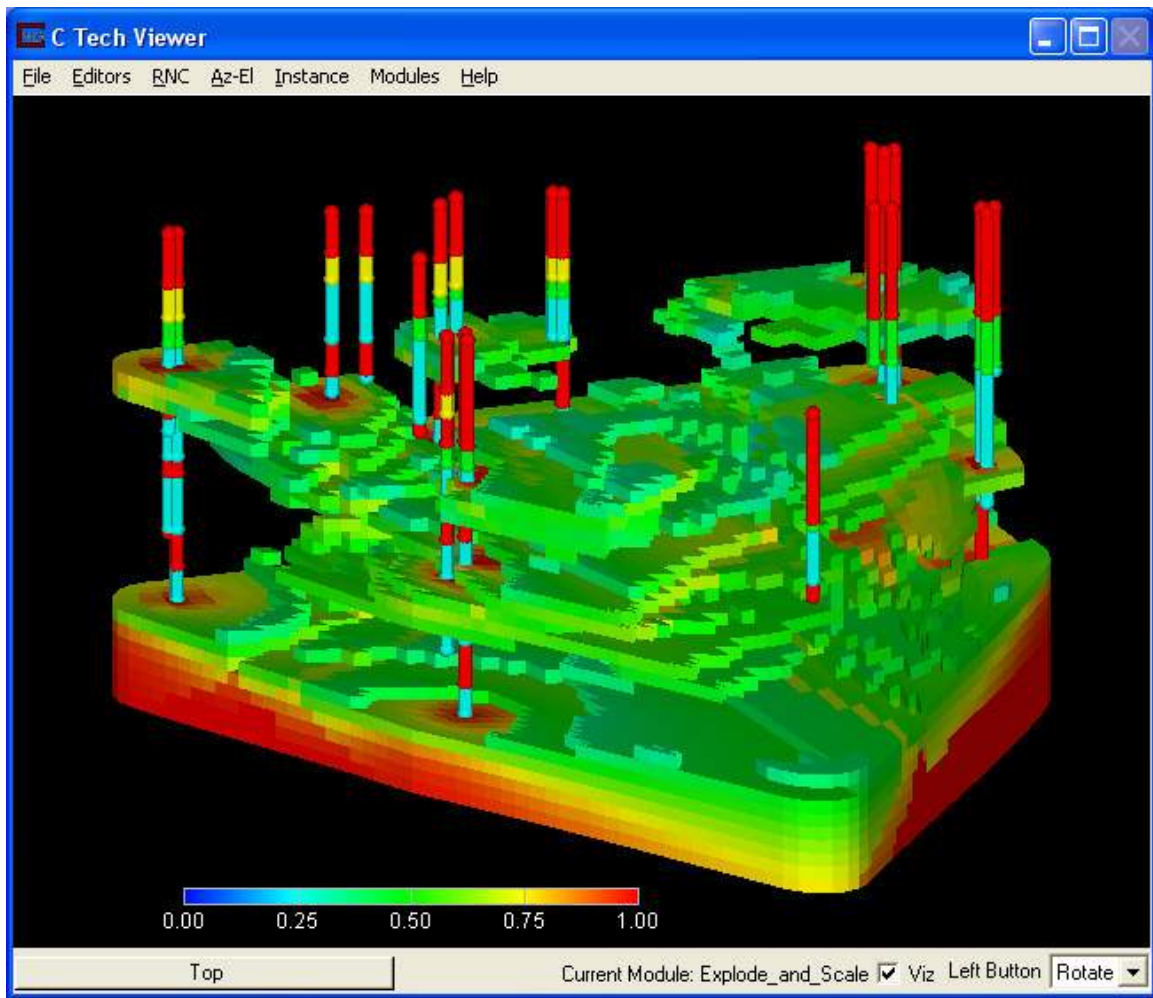 C Tech Viewer
File Editors RNC Az-El Instance Modules Help
0.00 0.25 0.50 0.75 1.00
Top Current Module: Explode_and_Scale Viz Left Button Rotate